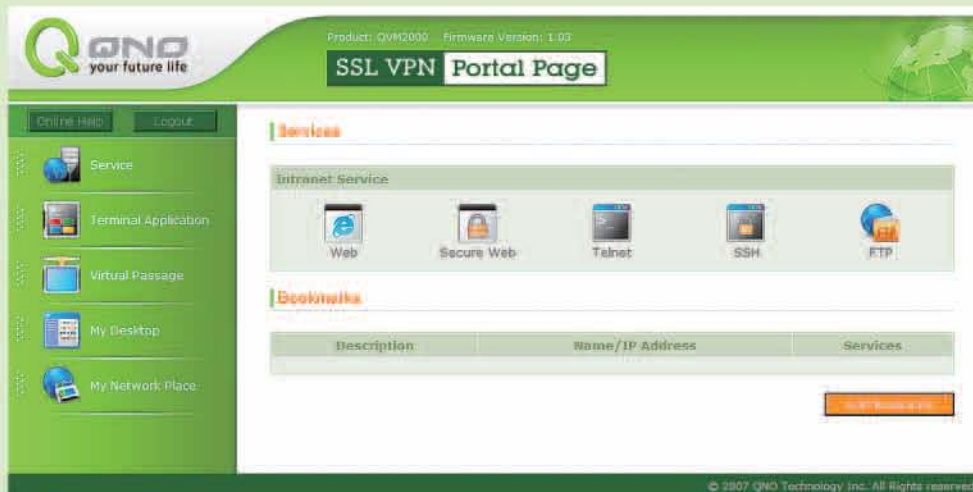 QNO
your future life
Product: QVM2000 Firmware Version: 1.03
SSL VPN Portal Page
Online Help
Logout
Service
Terminal Application
Virtual Passage
My Desktop
My Network Place
Services
Intranet Service
Web
Secure Web
Telnet
SSH
FTP
Bookmarks
Description
Name/IP Address
Services
© 2007 QNO Technology Inc. All Rights reserved